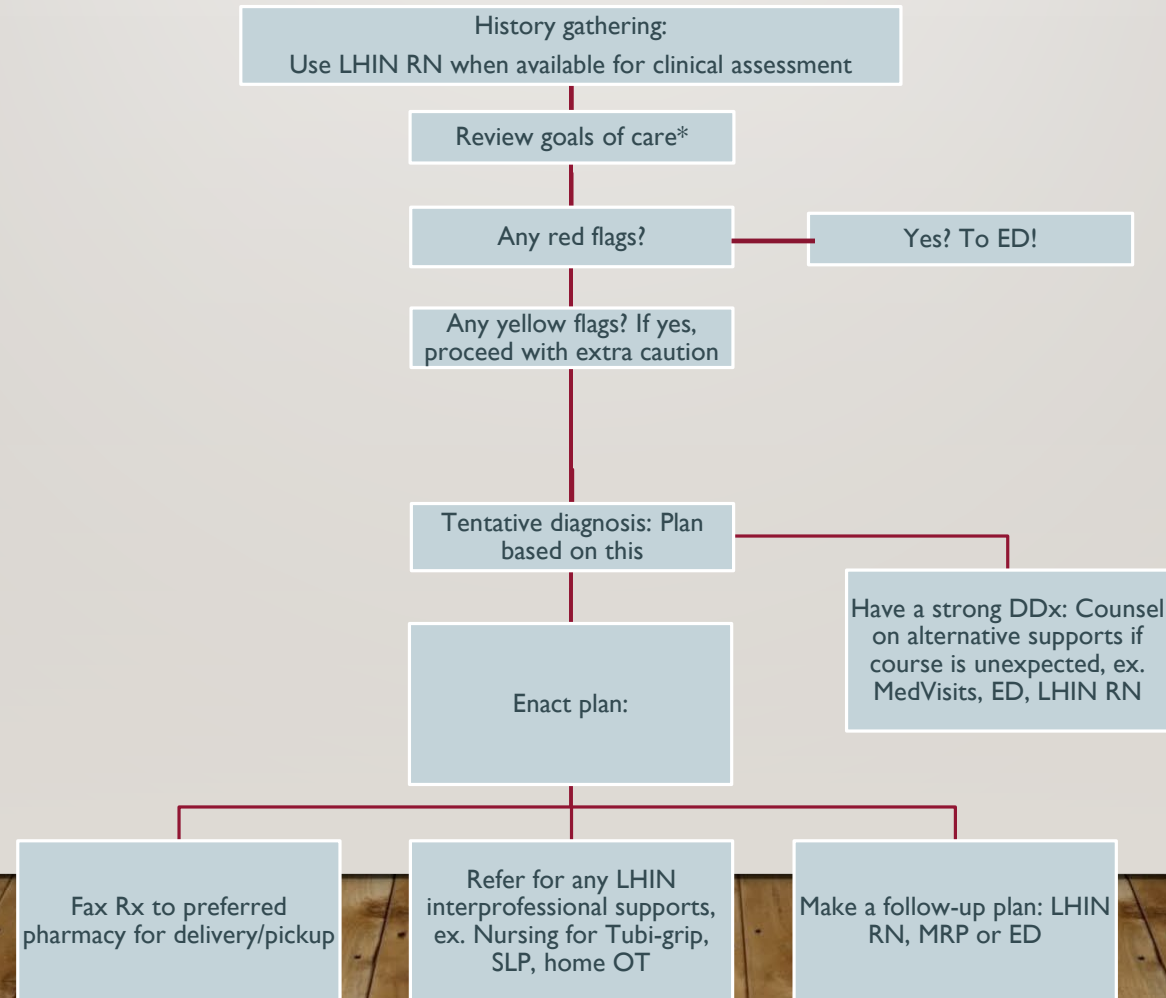 History gathering:
Use LHIN RN when available for clinical assessment
Review goals of care*
Any red flags?
Yes? To ED!
Any yellow flags? If yes,
proceed with extra caution
Tentative diagnosis: Plan
based on this
Have a strong DDx: Counsel
on alternative supports if
course is unexpected, ex.
MedVisits, ED, LHIN RN
Enact plan:
Fax Rx to preferred
pharmacy for delivery/pickup
Refer for any LHIN
interprofessional supports,
ex. Nursing for Tubi-grip,
SLP, home OT
Make a follow-up plan: LHIN
RN, MRP or ED